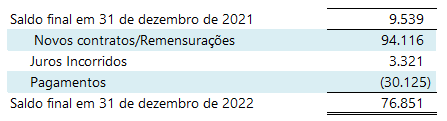 Saldo final em 31 de dezembro de 2021 9.539
Novos contratos/Remensurações 94.116
Juros Incorridos 3.321
Pagamentos (30.125)
Saldo final em 31 de dezembro de 2022 76.851